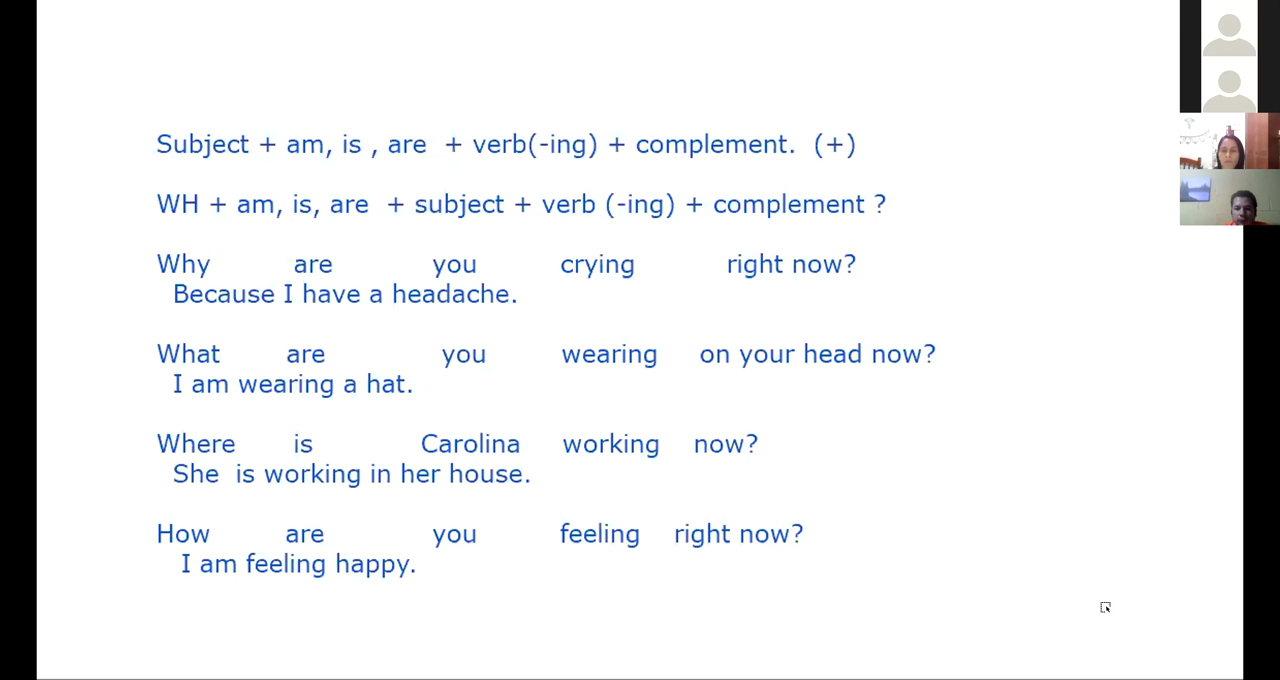 Subject + am, is , are + verb(-ing) + complement. (+)
WH + am, is, are + subject + verb (-ing) + complement ?
Why are you crying right now?
Because I have a headache.
What are you wearing on your head now?
I am wearing a hat.
Where is Carolina working now?
She is working in her house.
How are you feeling right now?
I am feeling happy.